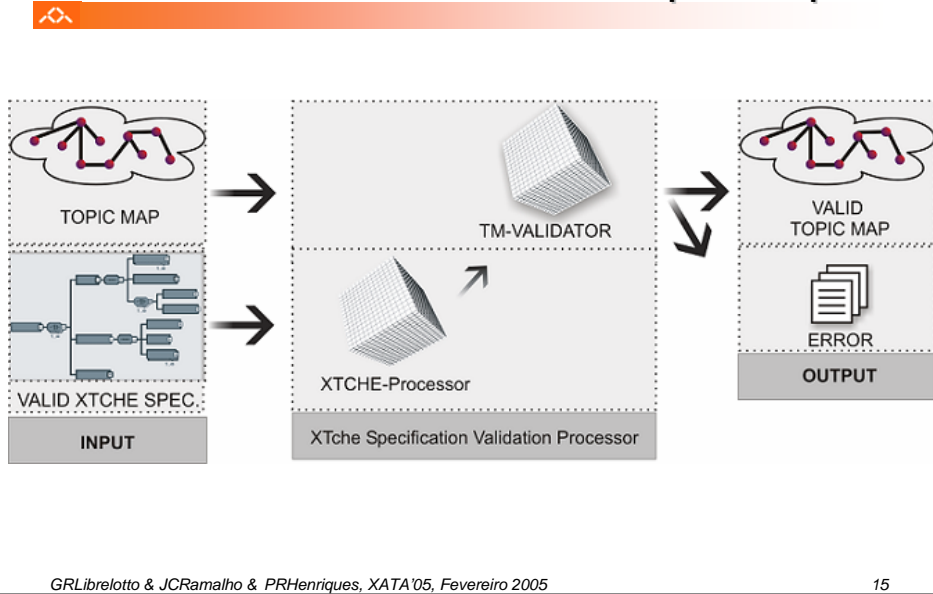 TOPIC MAP
VALID XTCHE SPEC.
INPUT
TM-VALIDATOR
XTCHE-Processor
XTche Specification Validation Processor
VALID
TOPIC MAP
ERROR
OUTPUT
GRLibrelotto & JCRamalho & PRHenriques, XATA'05, Fevereiro 2005 15